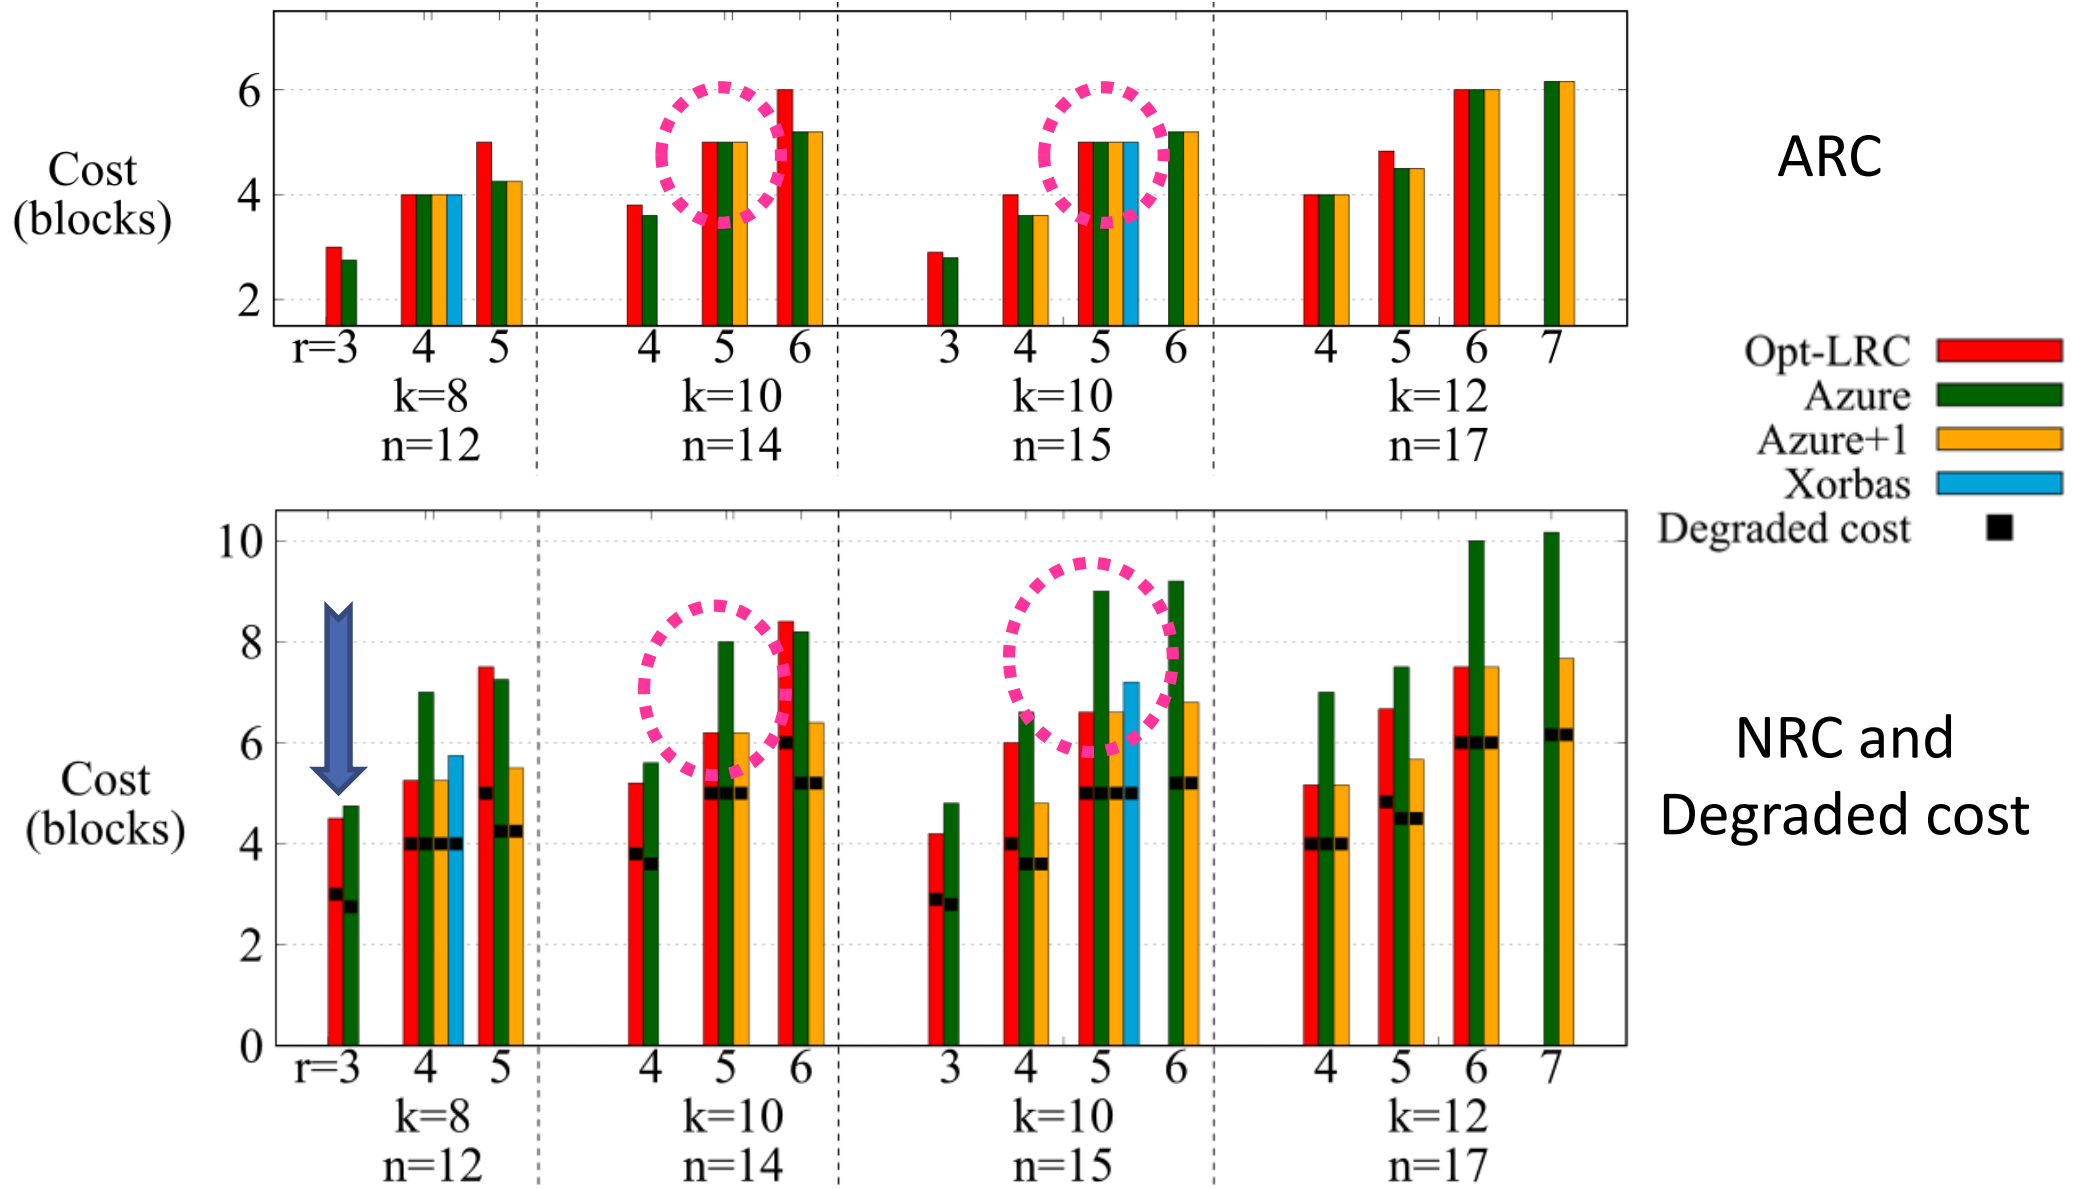 6
4
2
Cost
(blocks)
ARC
r=3 4 5 4 5 6 3 4 5 6 4 5 6 7
k=8 k=10 k=10 k=12
n=12 n=14 n=15 n=17
Opt-LRC
Azure
Azure+1
Xorbas
Degraded cost
10
8
6
4
2
0
Cost
(blocks)
NRC and
Degraded cost
r=3 4 5 4 5 6 3 4 5 6 4 5 6 7
k=8 k=10 k=10 k=12
n=12 n=14 n=15 n=17